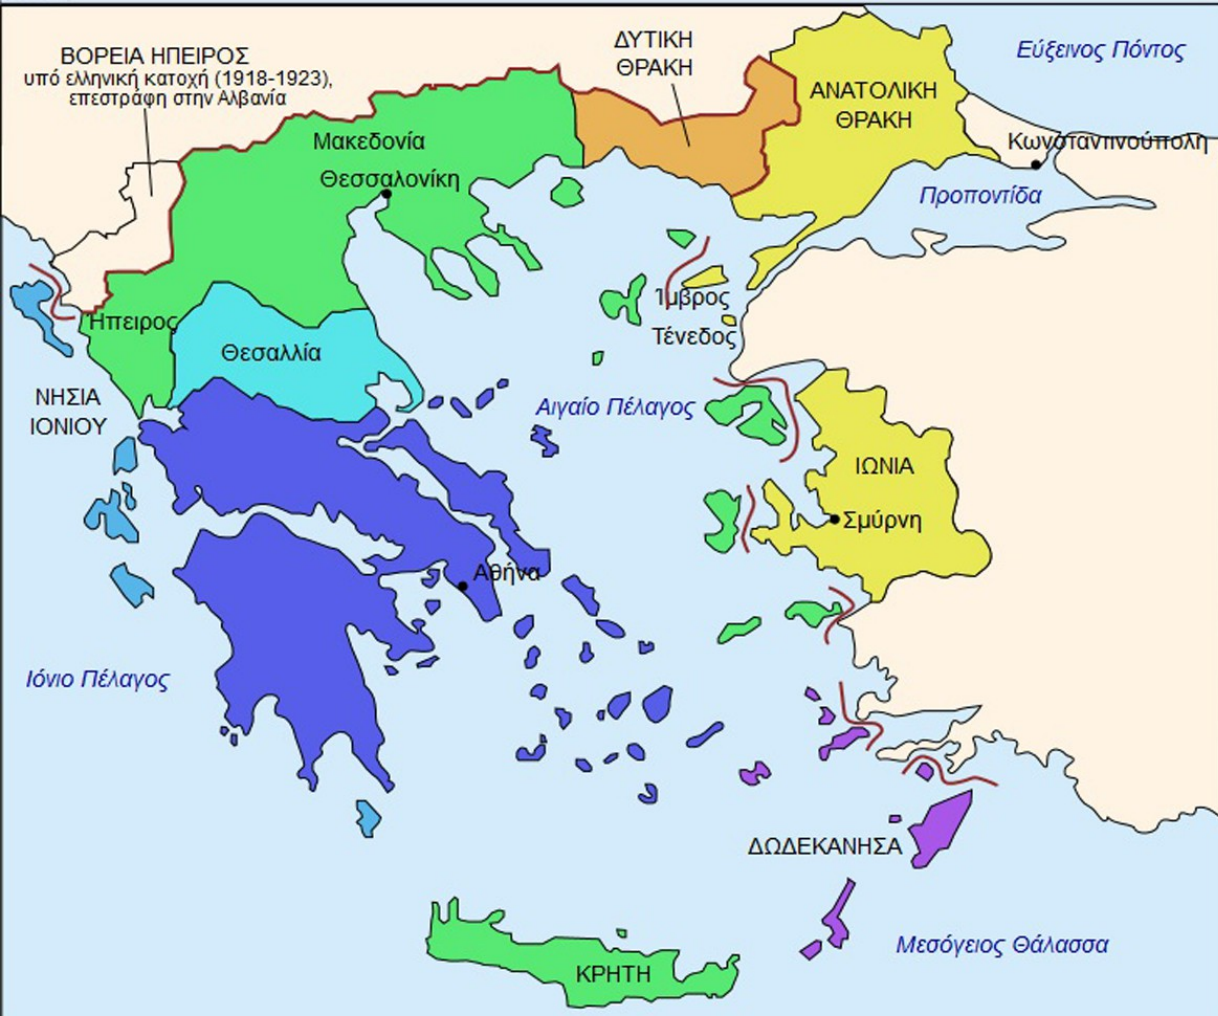 ΒΟΡΕΙΑ ΗΠΕΙΡΟΣ
υπό ελληνική κατοχή (1918-1923),
επεστράφη στην Αλβανία
ΔΥΤΙΚΗ
ΘΡΑΚΗ
Εύξεινος Πόντος
ΑΝΑΤΟΛΙΚΗ
ΘΡΑΚΗ
Μακεδονία
Κωνσταντινούπολη
Θεσσαλονίκη
Προποντίδα
Ίμβρος
Ήπειρος
Τένεδος
Θεσαλλία
ΝΗΣΙΑ
ΙΟΝΙΟΥ
Αιγαίο Πέλαγος
ΙΩΝΙΑ
Σμύρνη
Αθήνα
Ιόνιο Πέλαγος
ΔΩΔΕΚΑΝΗΣΑ
Μεσόγειος Θάλασσα
ΚΡΗΤΗ